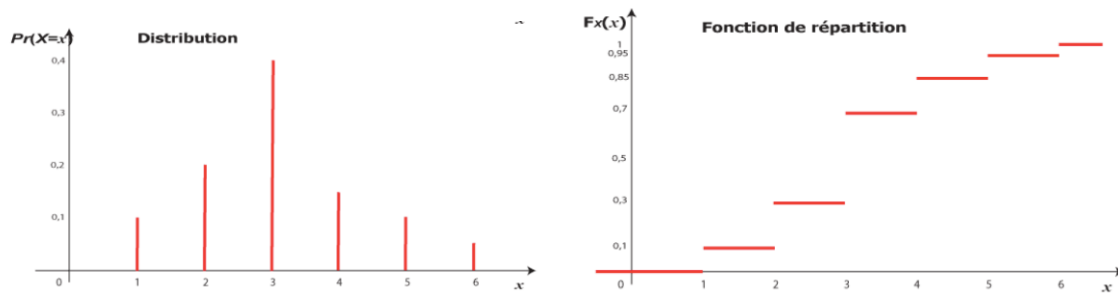 Pr(X=x)
Distribution
0,4
0,3
0,2
0,1
0
1 2 3 4 5 6
x
x
Fx(x)
Fonction de répartition
1
0,95
0,85
0,7
0,5
0,3
0,1
0
1 2 3 4 5 6
x